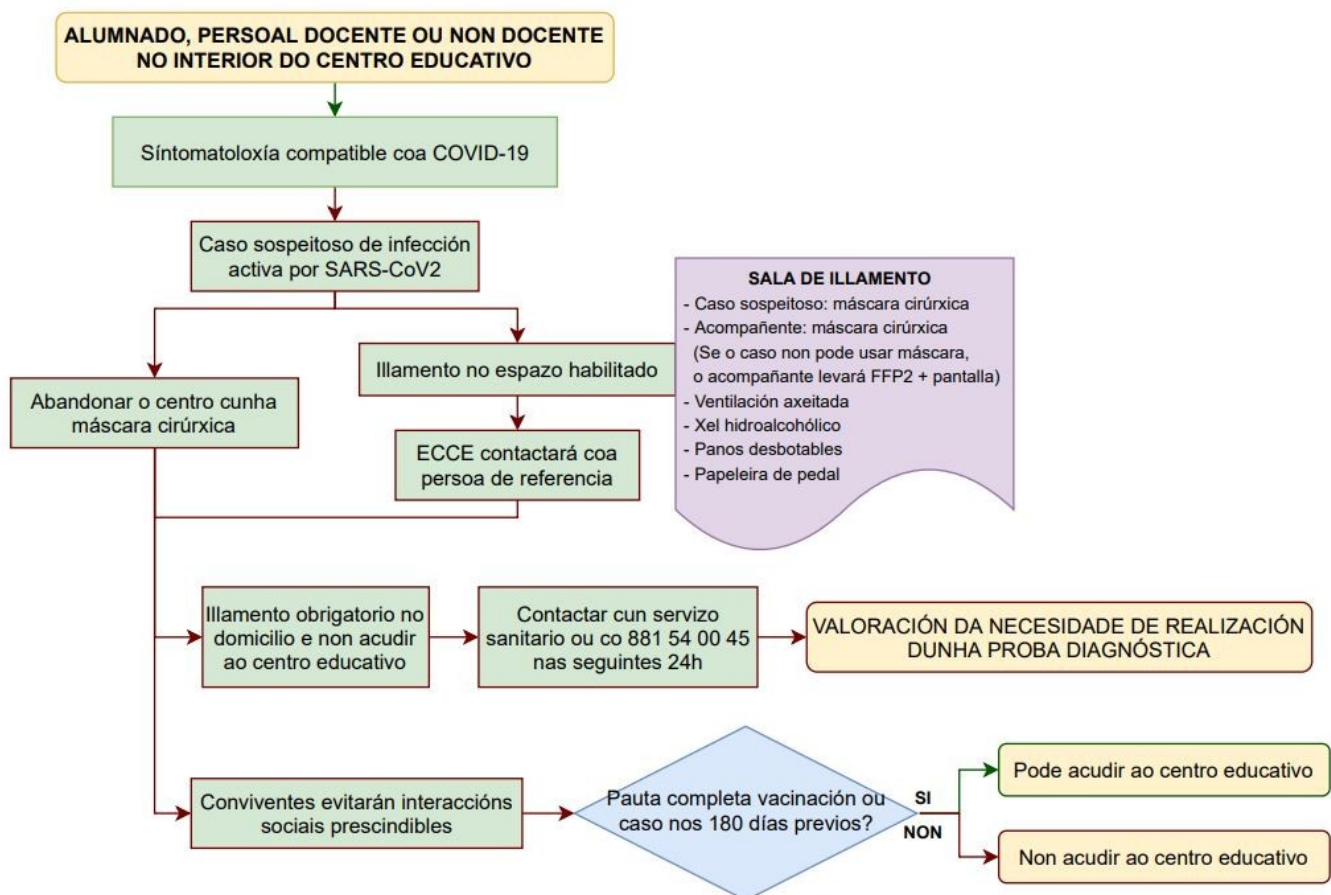 ALUMNADO, PERSOAL DOCENTE OU NON DOCENTE
NO INTERIOR DO CENTRO EDUCATIVO
Síntomatoloxía compatible coa COVID-19
Caso sospeitoso de infección
activa por SARS-CoV2
SALA DE ILLAMENTO
- Caso sospeitoso: máscara cirúrxica
- Acompañente: máscara cirúrxica
(Se o caso non pode usar máscara,
o acompañante levará FFP2 + pantalla)
- Ventilación axeitada
- Xel hidroalcohólico
- Panos desbotables
- Papeleira de pedal
Illamento no espazo habilitado
Abandonar o centro cunha
máscara cirúrxica
ECCE contactará coa
persoa de referencia
Illamento obrigatorio no
domicilio e non acudir
ao centro educativo
Contactar cun servizo
sanitario ou co 881 54 00 45
nas seguintes 24h
VALORACIÓN DA NECESIDADE DE REALIZACIÓN
DUNHA PROBA DIAGNÓSTICA
Conviventes evitarán interaccións
sociais prescindibles
Pauta completa vacinación ou
caso nos 180 días previos?
SI
NON
Pode acudir ao centro educativo
Non acudir ao centro educativo